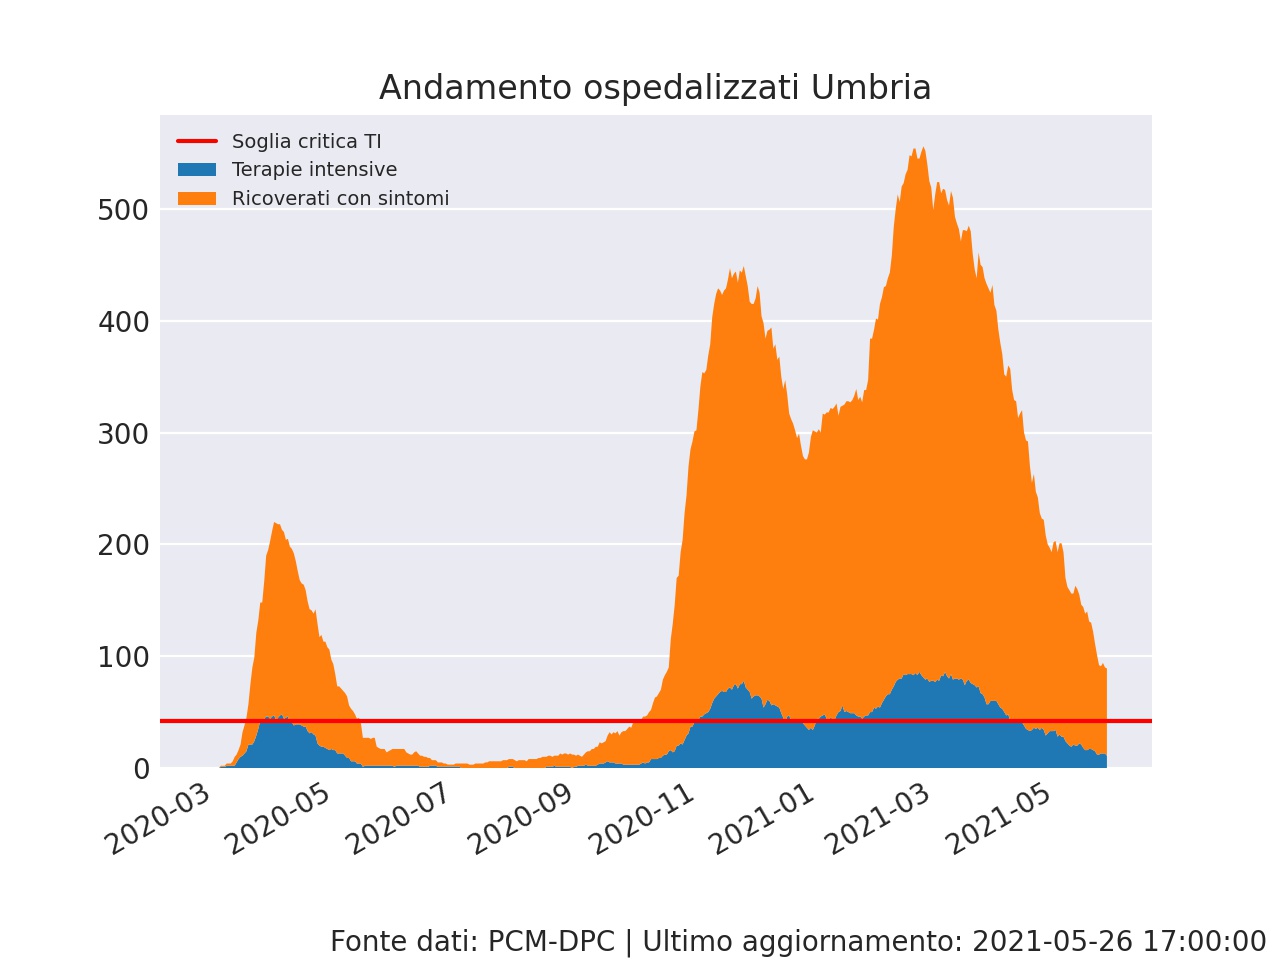 Andamento ospedalizzati Umbria
Soglia critica TI
Terapie intensive
Ricoverati con sintomi
500
400
300
200
100
0
2020-03
2020-05
2020-07
2020-09
2020-11
2021-01
2021-03
2021-05
Fonte dati: PCM-DPC | Ultimo aggiornamento: 2021-05-26 17:00:00